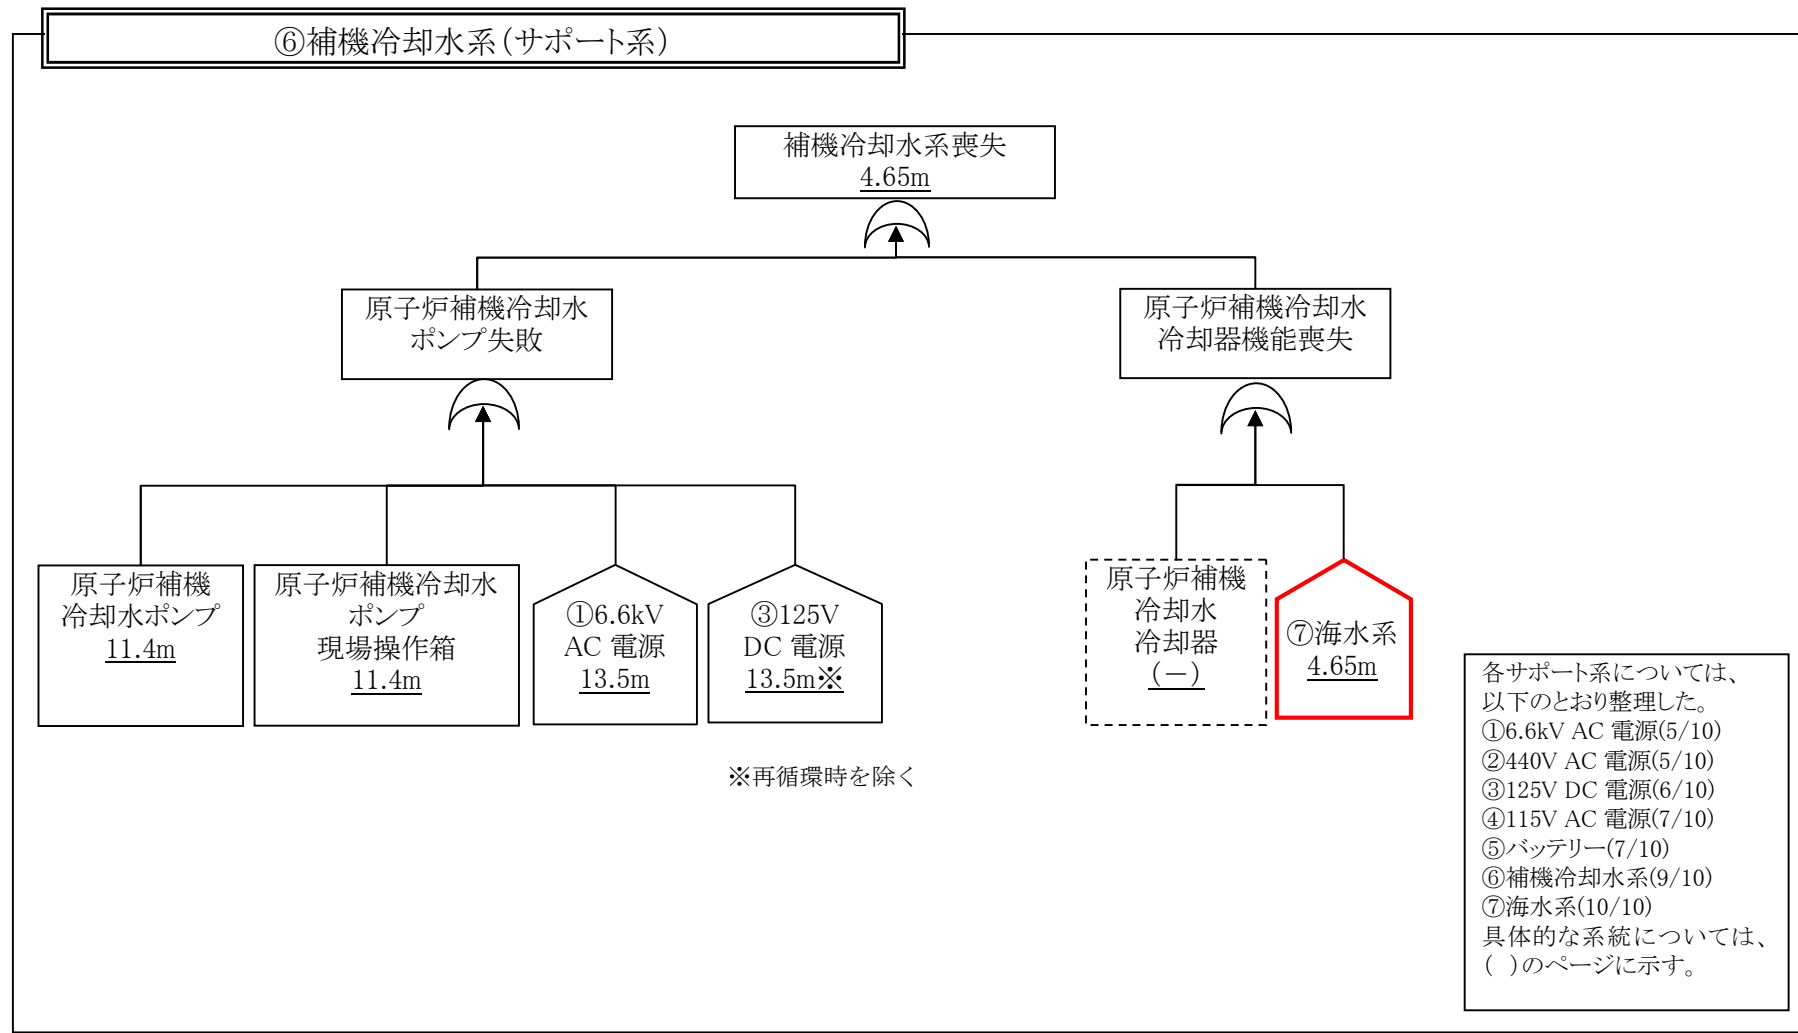 ⑥補機冷却水系(サポート系)
補機冷却水系喪失
4.65m
原子炉補機冷却水
ポンプ失敗
原子炉補機冷却水
冷却器機能喪失
原子炉補機
冷却水ポンプ
11.4m
原子炉補機冷却水
ポンプ
現場操作箱
11.4m
①6.6kV
AC 電源
13.5m
③125V
DC 電源
13.5m※
原子炉補機
冷却水
冷却器
(-)
⑦海水系
4.65m
※再循環時を除く
各サポート系については、
以下のとおり整理した。
①6.6kV AC 電源(5/10)
②440V AC 電源(5/10)
③125V DC 電源(6/10)
④115V AC 電源(7/10)
⑤バッテリー(7/10)
⑥補機冷却水系(9/10)
⑦海水系(10/10)
具体的な系統については、
( )のページに示す。